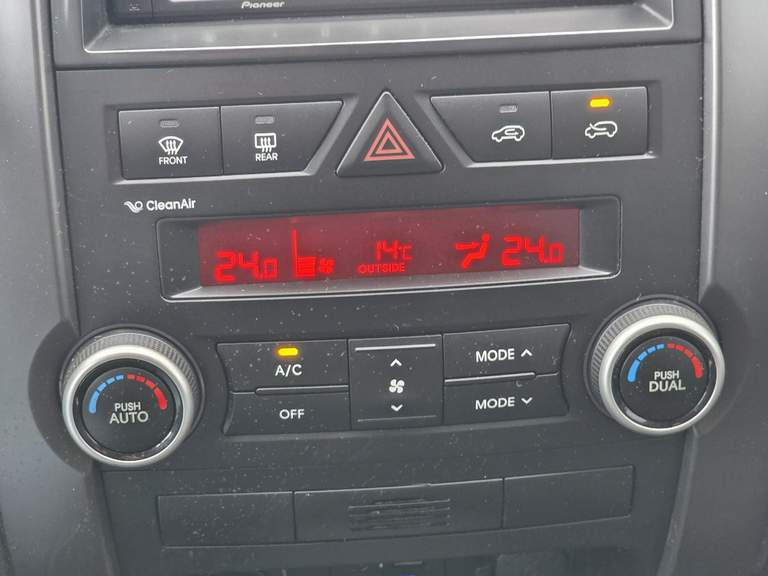 Pioneer
FRONT
REAR
CleanAir
24.0
14°C
OUTSIDE
24.0
PUSH
AUTO
A/C
OFF
MODE
MODE
PUSH
DUAL